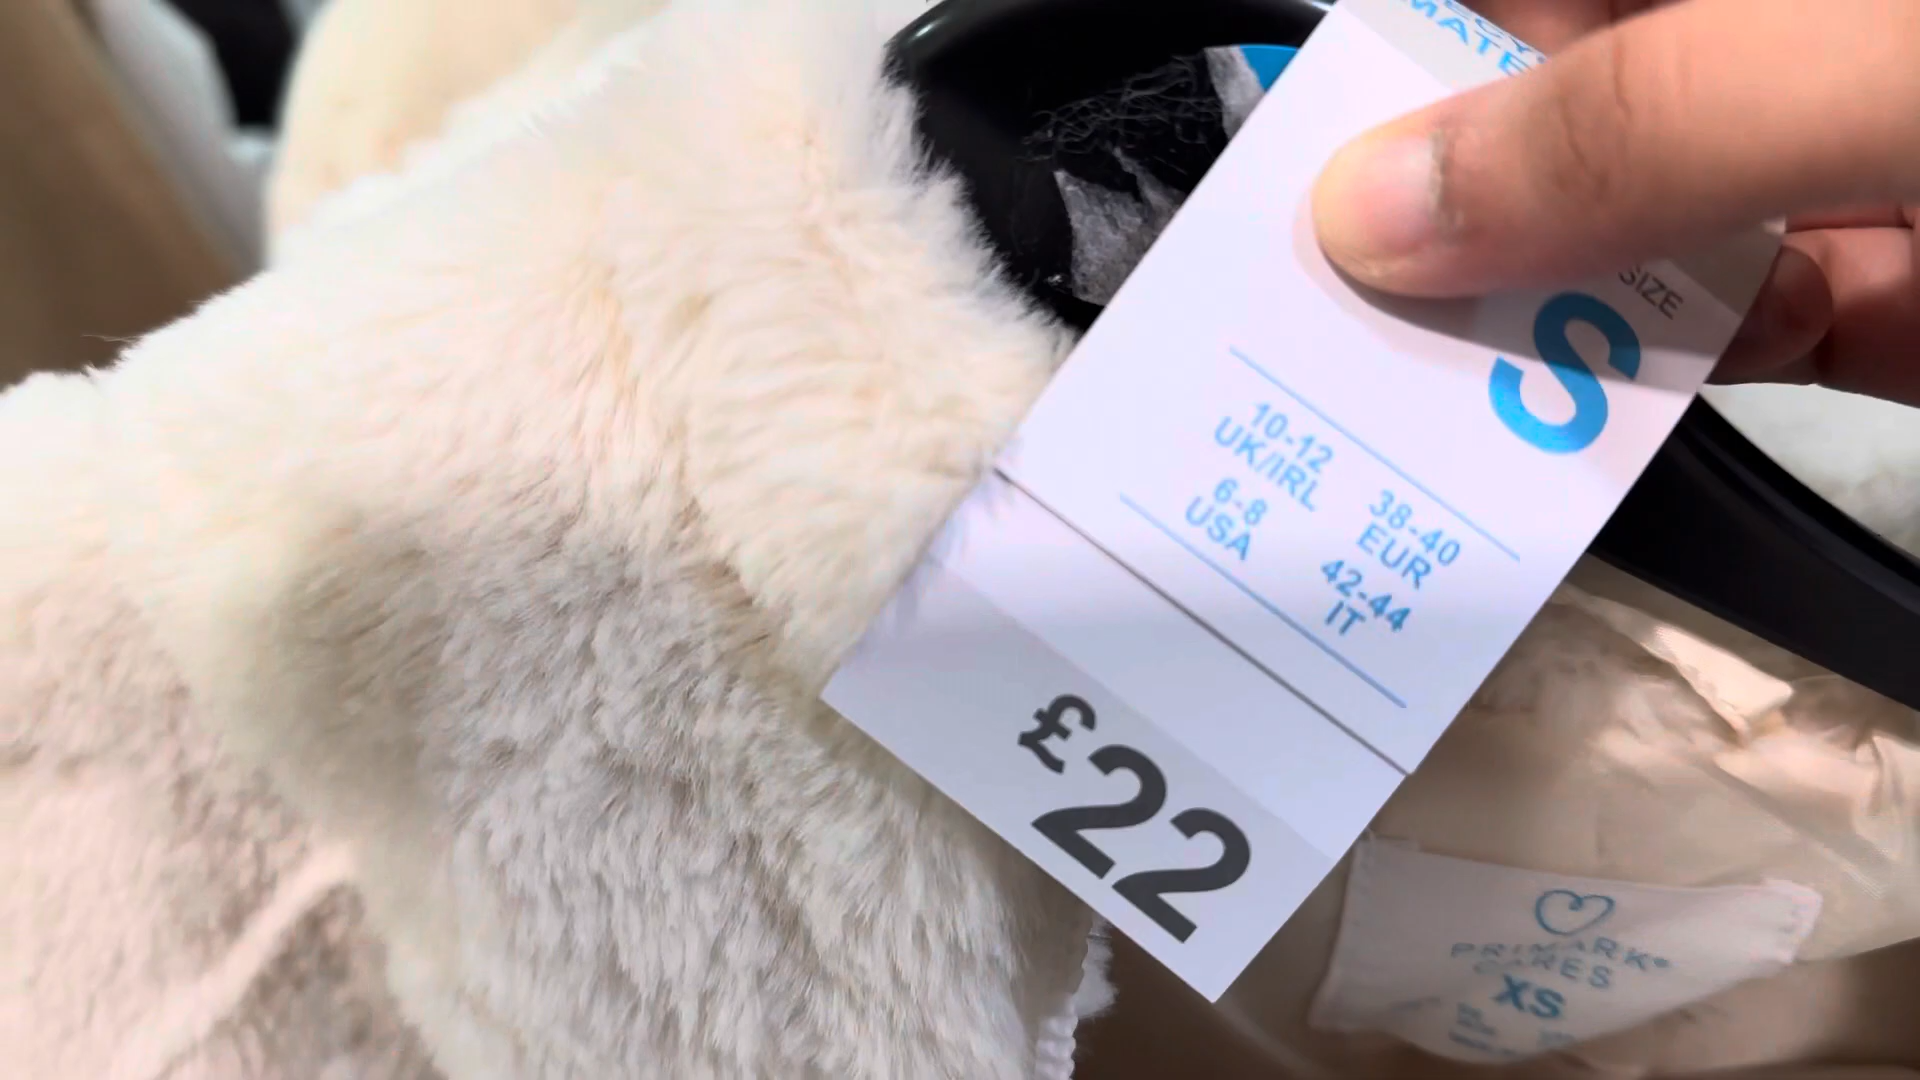 SIZE
S
10-12
UK/IRL
38-40
EUR
6-8
USA
42-44
IT
£22
PRIMARK®
CARES
XS